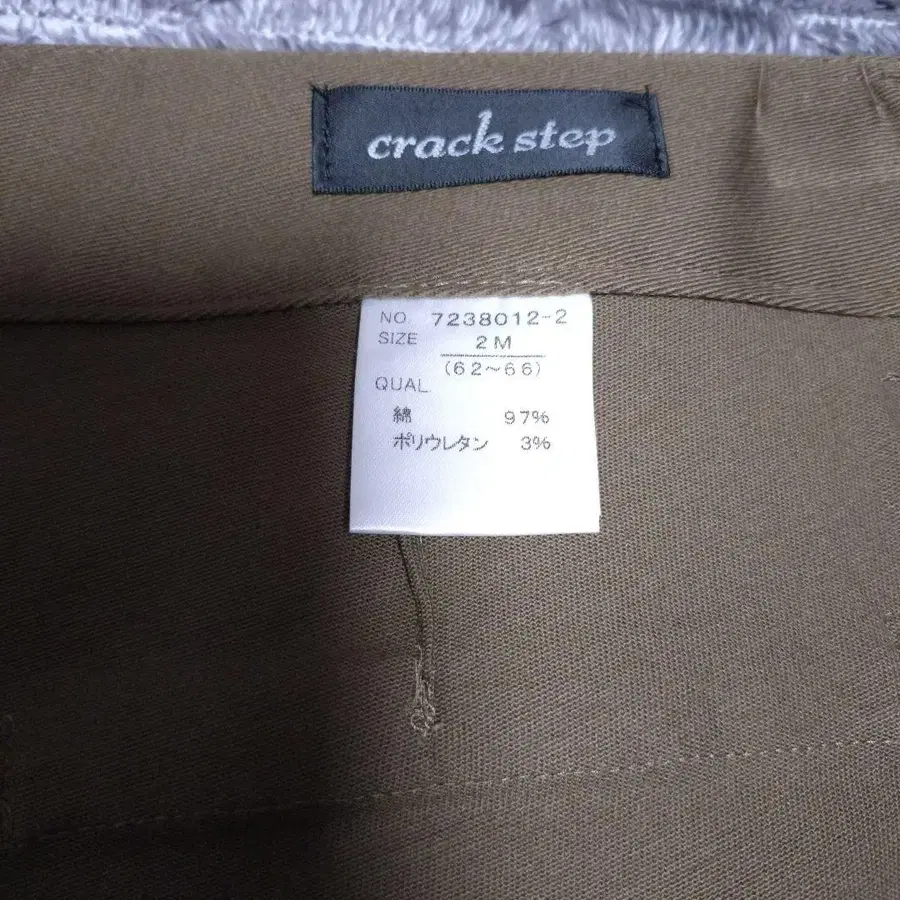 crack step
NO. 7238012-2
SIZE 2M
(62～66)
QUAL
綿 97%
ポリウレタン 3%